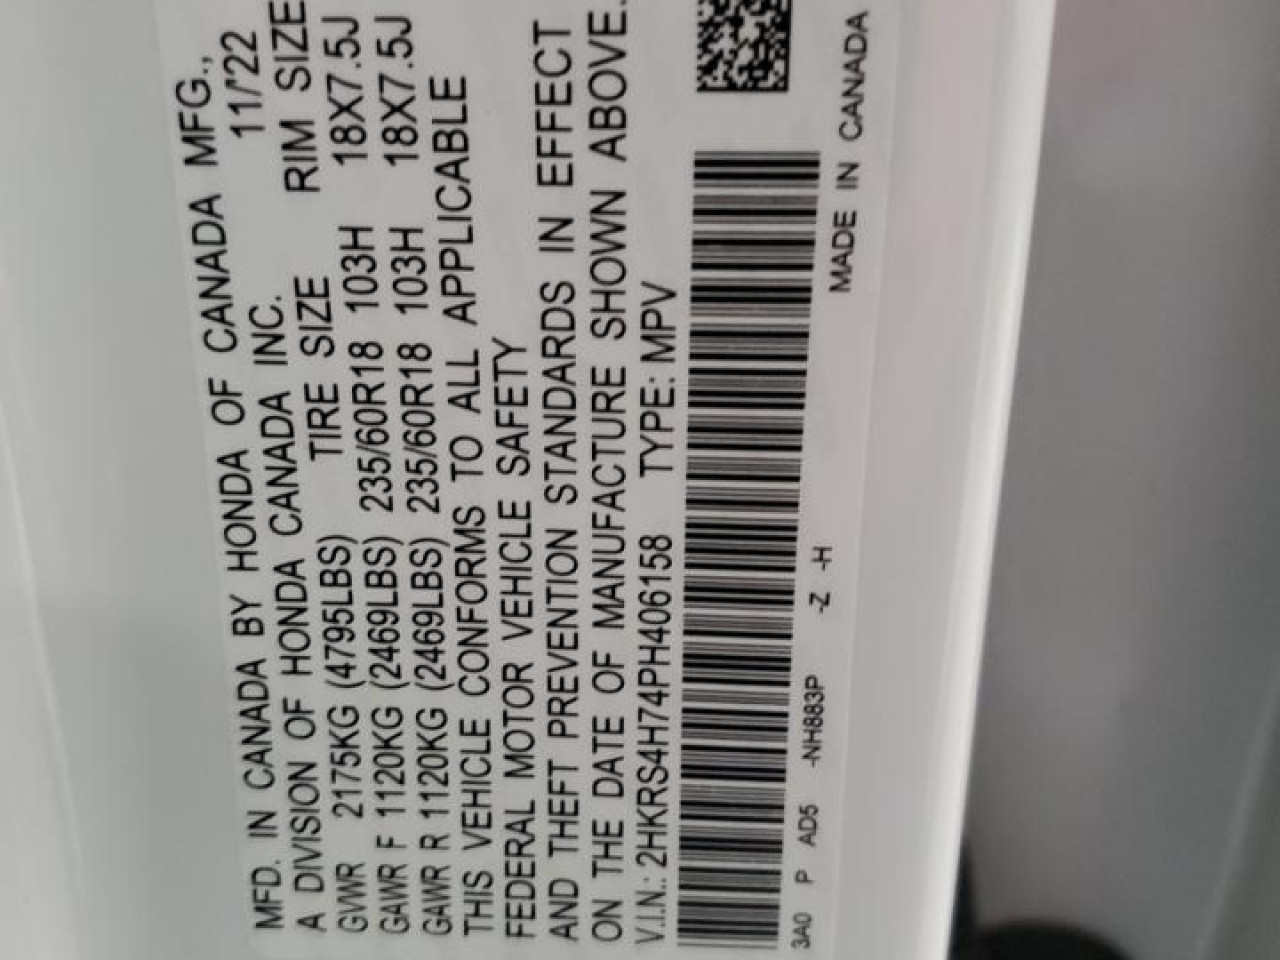 MFD. IN CANADA BY HONDA OF CANADA MFG.,
A DIVISION OF HONDA CANADA INC. 11/'22
TIRE SIZE RIM SIZE
GVWR 2175KG (4795LBS)
GAWR F 1120KG (2469LBS) 235/60R18 103H 18X7.5J
GAWR R 1120KG (2469LBS) 235/60R18 103H 18X7.5J
THIS VEHICLE CONFORMS TO ALL APPLICABLE
FEDERAL MOTOR VEHICLE SAFETY
AND THEFT PREVENTION STANDARDS IN EFFECT
ON THE DATE OF MANUFACTURE SHOWN ABOVE.
V.I.N.: 2HKRS4H74PH406158 TYPE: MPV
3A0 P AD5 -NH883P -Z -H
MADE IN CANADA